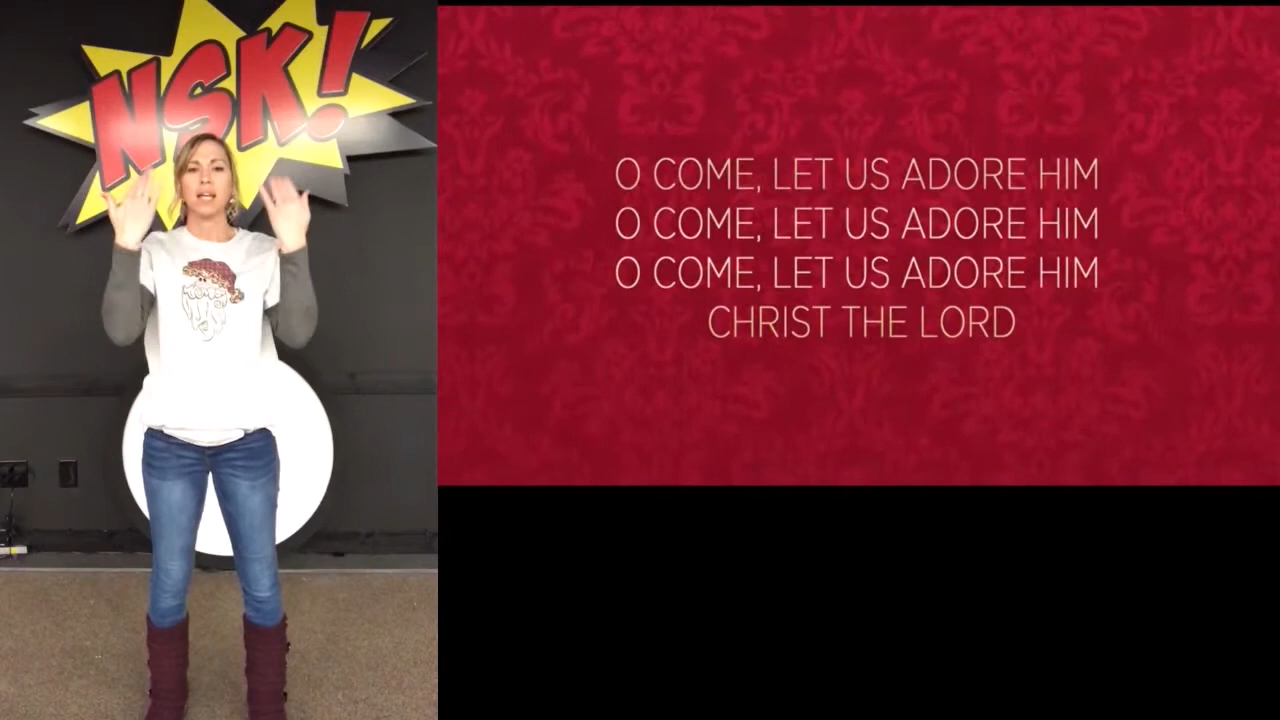 NSK!
O COME, LET US ADORE HIM
O COME, LET US ADORE HIM
O COME, LET US ADORE HIM
CHRIST THE LORD